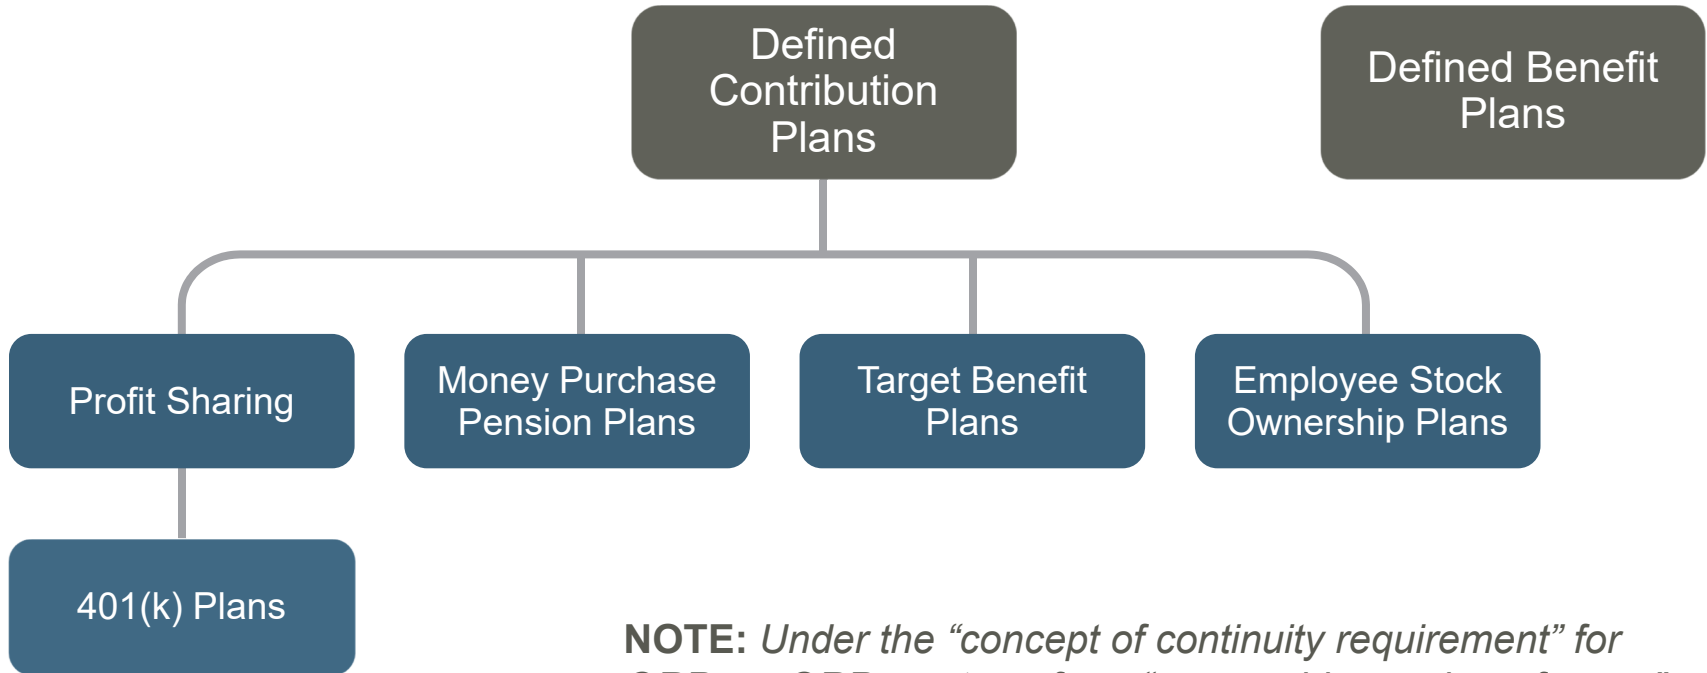 Defined
Contribution
Plans
Defined Benefit
Plans
Profit Sharing
Money Purchase
Pension Plans
Target Benefit
Plans
Employee Stock
Ownership Plans
401(k) Plans
NOTE: Under the “concept of continuity requirement” for